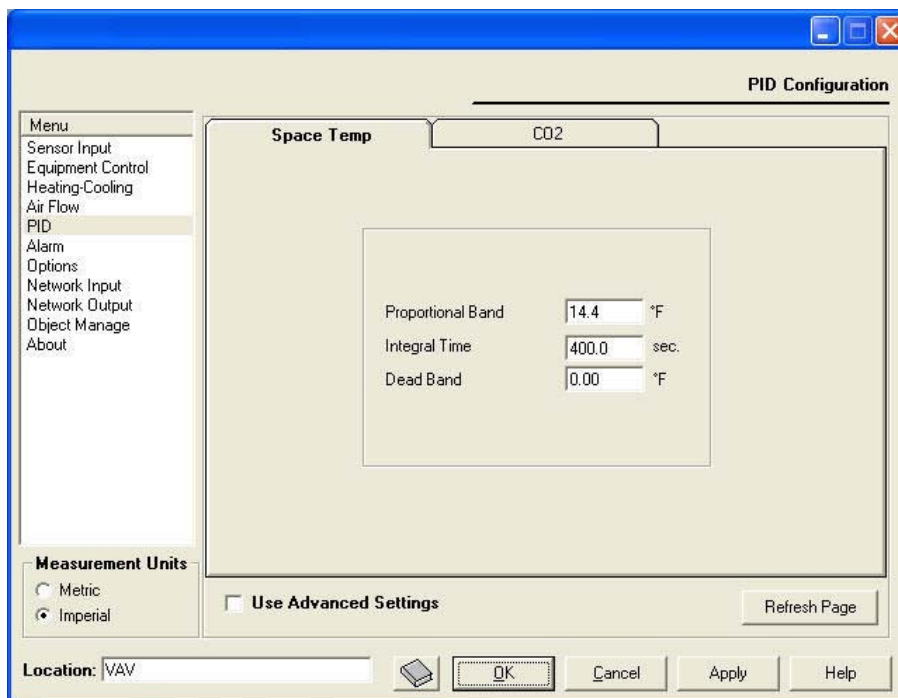 PID Configuration
Menu
Sensor Input
Equipment Control
Heating-Cooling
Air Flow
PID
Alarm
Options
Network Input
Network Output
Object Manage
About
Space Temp
CO2
Proportional Band 14.4 °F
Integral Time 400.0 sec.
Dead Band 0.00 °F
Measurement Units
Metric
Imperial
Use Advanced Settings
Refresh Page
Location: VAV
OK Cancel Apply Help